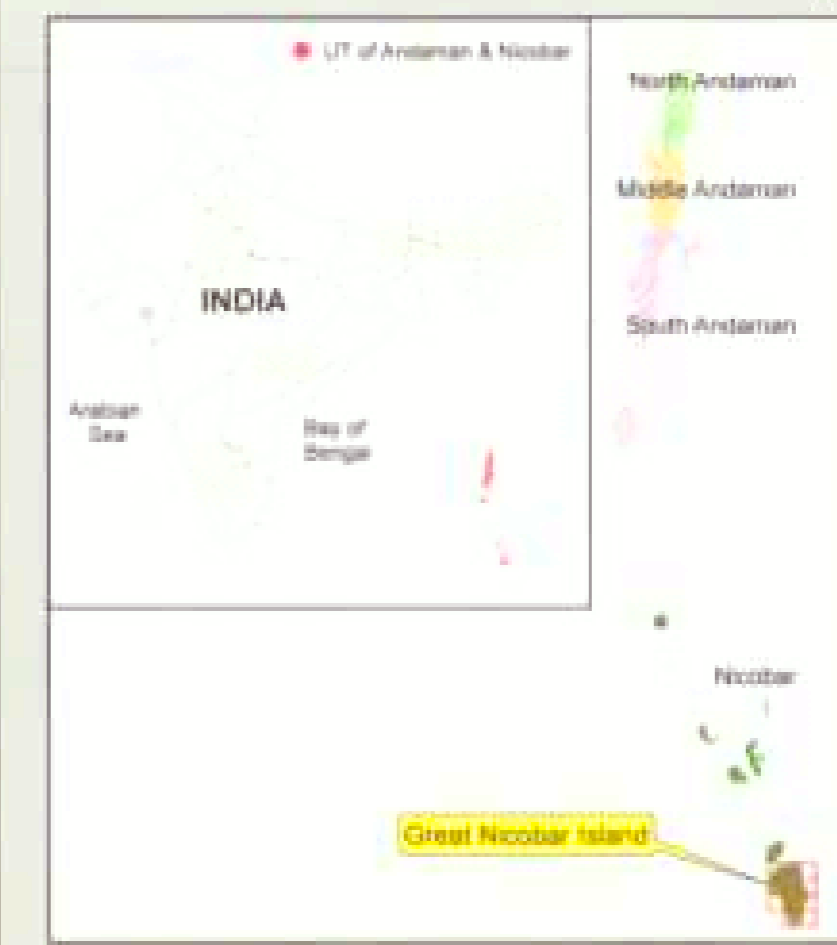 UT of Andaman & Nicobar
North Andaman
Middle Andaman
INDIA
South Andaman
Arabian
Sea
Bay of
Bengal
Nicobar
Great Nicobar Island